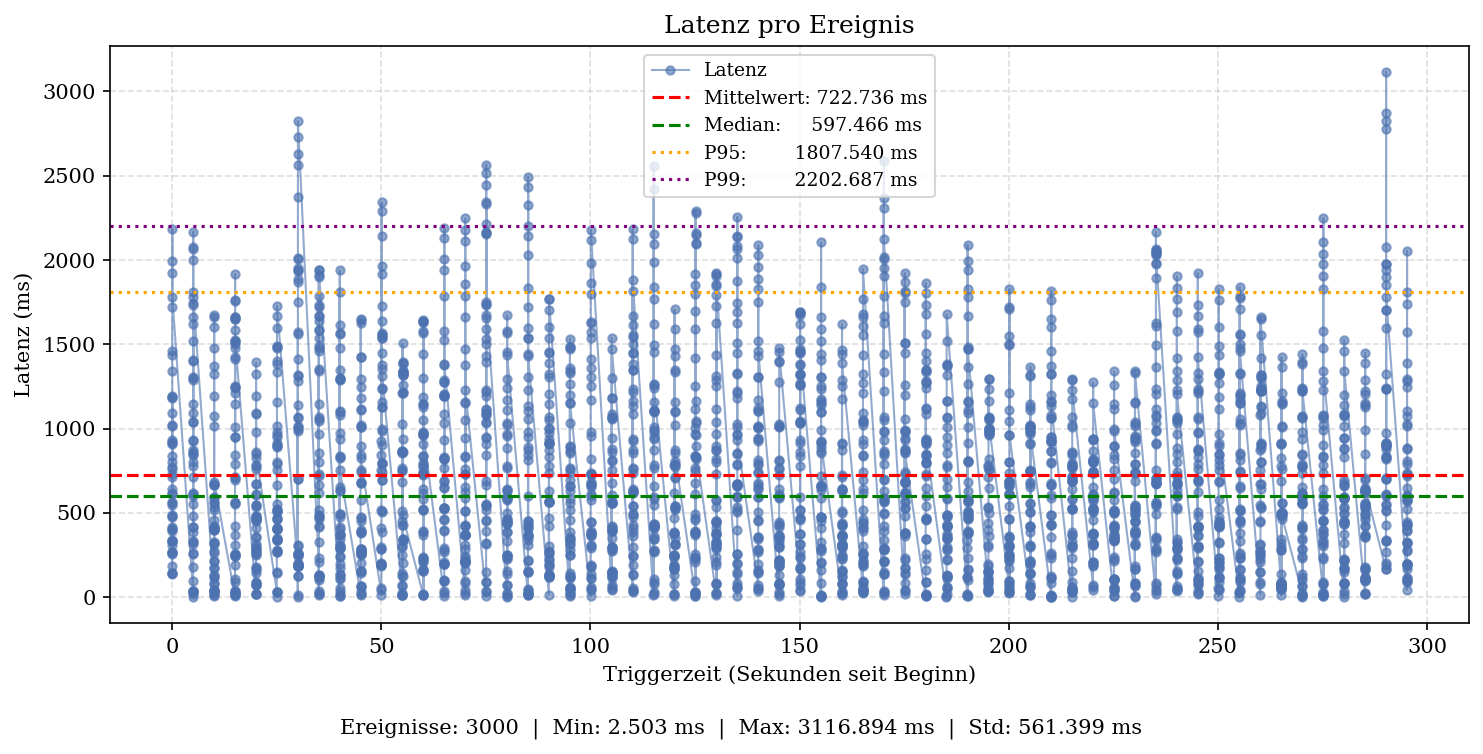 Latenz pro Ereignis
Latenz
Mittelwert: 722.736 ms
Median: 597.466 ms
P95: 1807.540 ms
P99: 2202.687 ms
Latenz (ms)
3000
2500
2000
1500
1000
500
0
0 50 100 150 200 250 300
Triggerzeit (Sekunden seit Beginn)
Ereignisse: 3000 | Min: 2.503 ms | Max: 3116.894 ms | Std: 561.399 ms